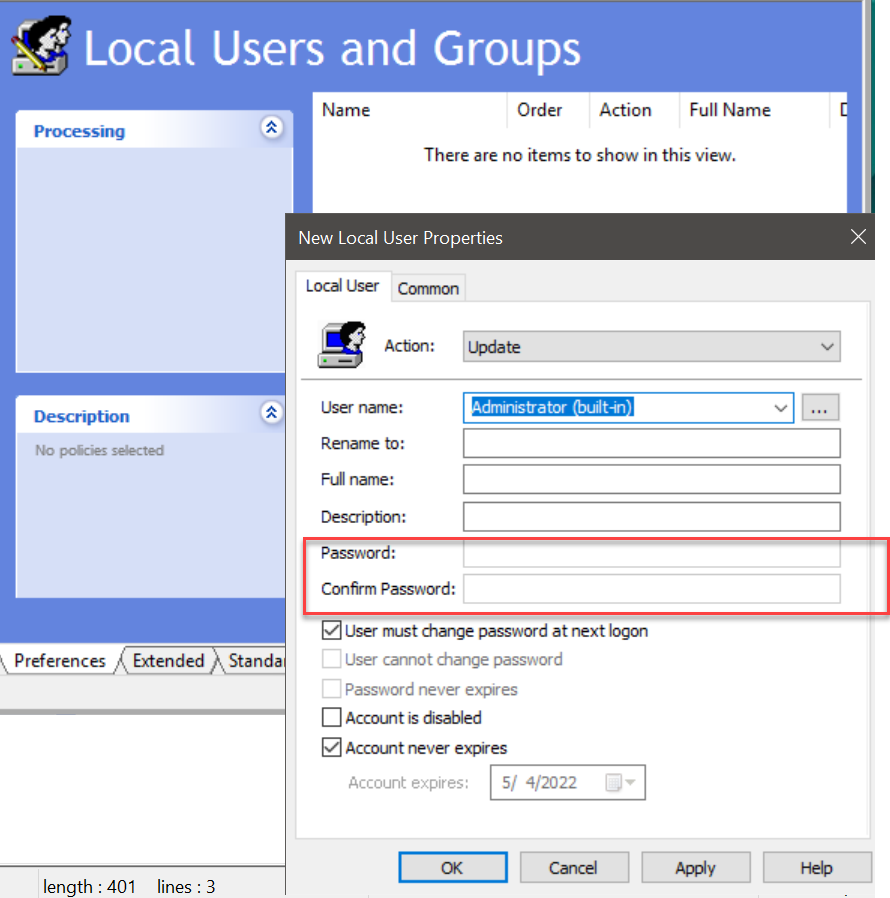 Local Users and Groups
Processing
Name Order Action Full Name
There are no items to show in this view.
Description
No policies selected
Preferences Extended
length : 401 lines : 3
New Local User Properties
Local User Common
Action: Update
User name: Administrator (built-in) ...
Rename to:
Full name:
Description:
Password:
Confirm Password:
User must change password at next logon
User cannot change password
Password never expires
Account is disabled
Account never expires
Account expires: 5/ 4/2022
OK Cancel Apply Help